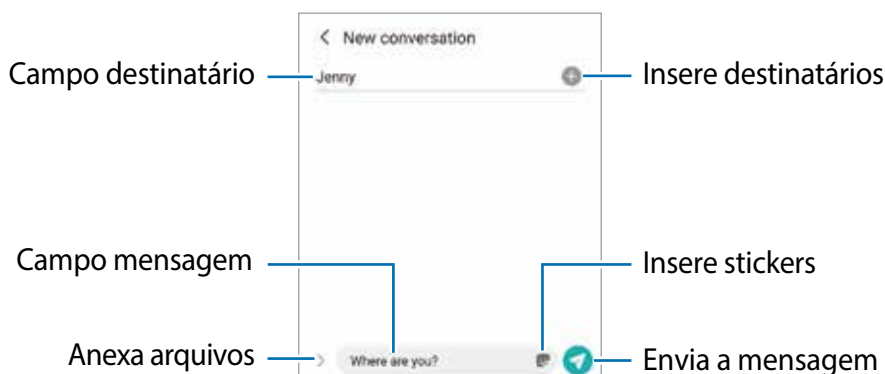 New conversation
Campo destinatário
Jenny
Insere destinatários
Campo mensagem
Insere stickers
Anexa arquivos
Where are you?
Envia a mensagem